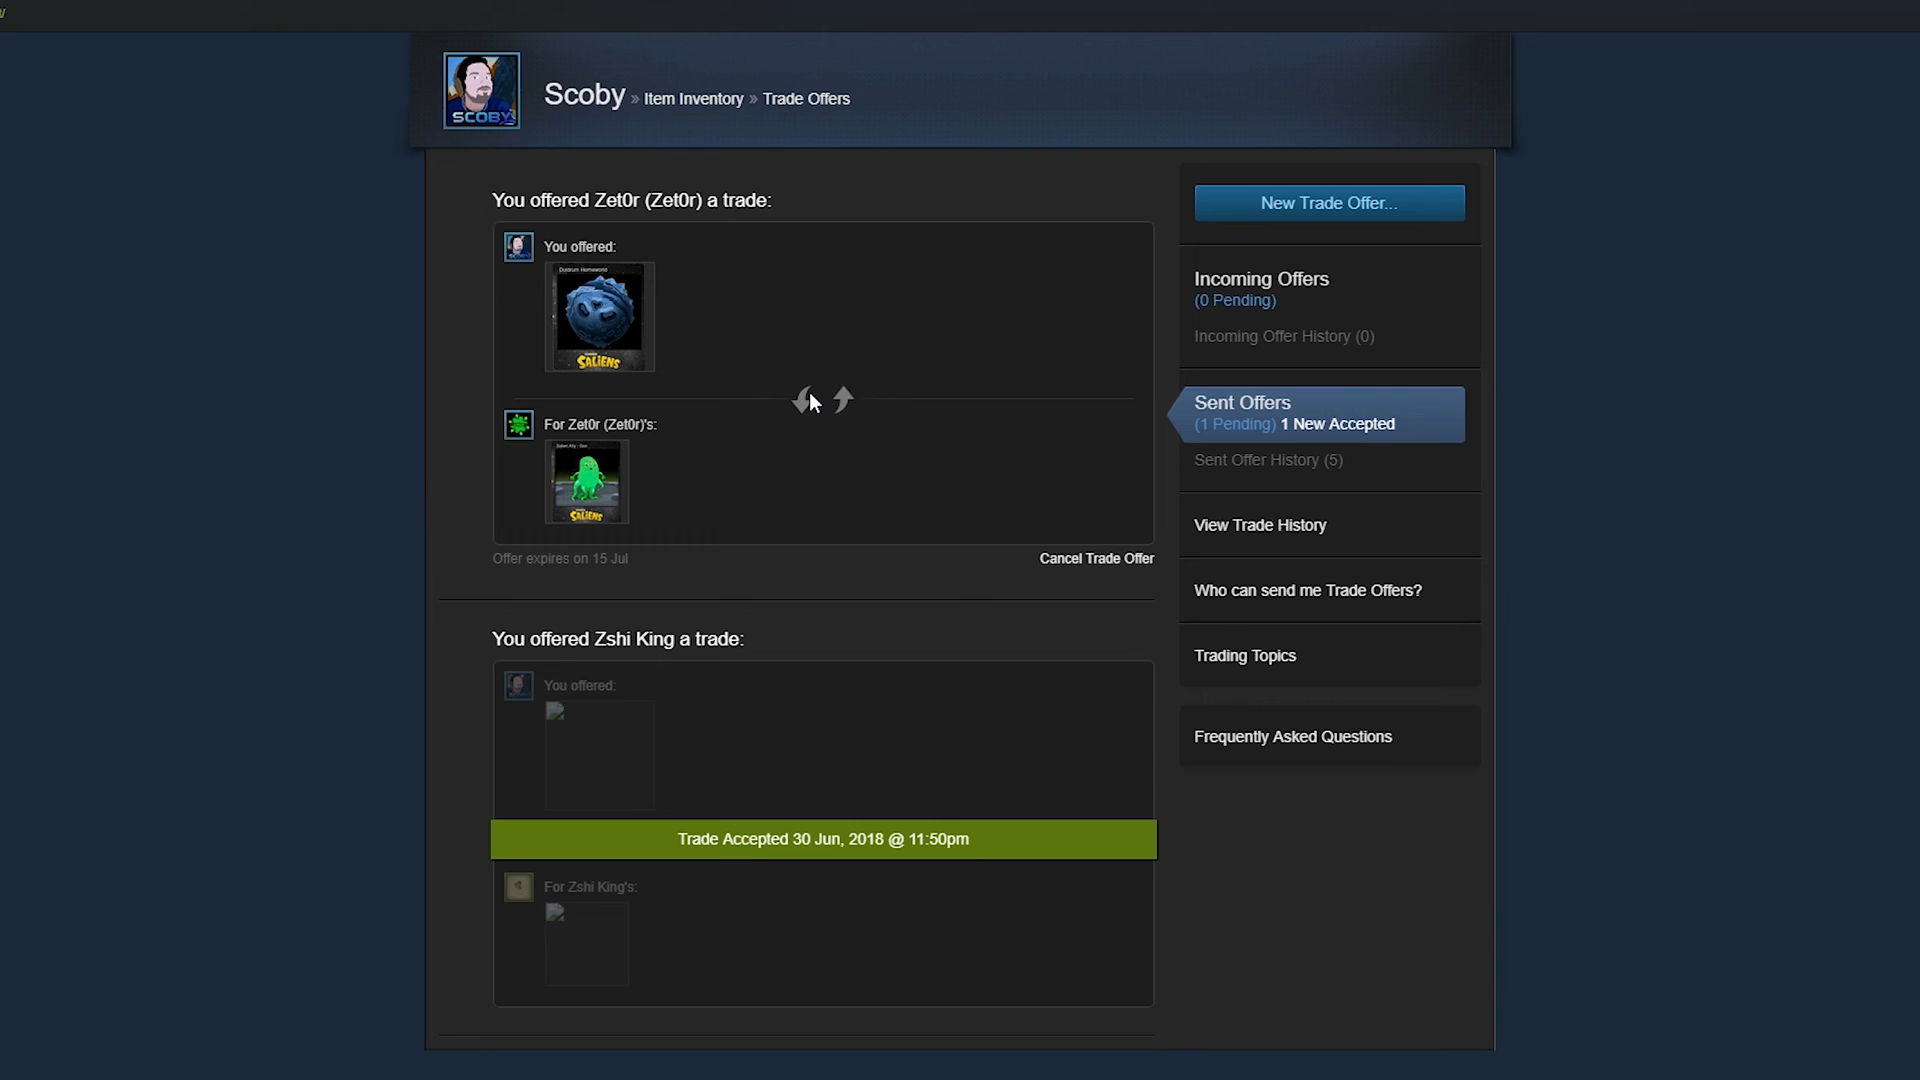 SCOBY
Scoby » Item Inventory » Trade Offers
You offered Zet0r (Zet0r) a trade:
You offered:
Duldrum Homeworld
SALIENS
For Zet0r (Zet0r)'s:
SALIENS
Offer expires on 15 Jul
Cancel Trade Offer
You offered Zshi King a trade:
You offered:
Trade Accepted 30 Jun, 2018 @ 11:50pm
For Zshi King's:
New Trade Offer...
Incoming Offers
(0 Pending)
Incoming Offer History (0)
Sent Offers
(1 Pending) 1 New Accepted
Sent Offer History (5)
View Trade History
Who can send me Trade Offers?
Trading Topics
Frequently Asked Questions